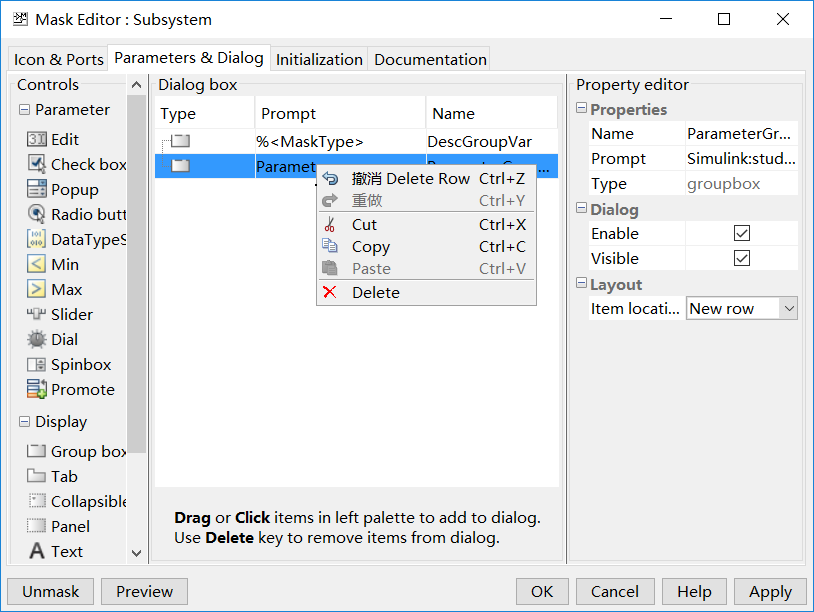 Mask Editor : Subsystem
Icon & Ports
Parameters & Dialog
Initialization
Documentation
Controls
Parameter
Edit
Check box
Popup
Radio butt
DataTypeS
Min
Max
Slider
Dial
Spinbox
Promote
Display
Group box
Tab
Collapsible
Panel
Text
Dialog box
Type Prompt Name
%<MaskType> DescGroupVar
Paramet ...
撤消 Delete Row Ctrl+Z
重做 Ctrl+Y
Cut Ctrl+X
Copy Ctrl+C
Paste Ctrl+V
Delete
Drag or Click items in left palette to add to dialog.
Use Delete key to remove items from dialog.
Property editor
Properties
Name ParameterGr...
Prompt Simulink:stud...
Type groupbox
Dialog
Enable
Visible
Layout
Item locati... New row
Unmask
Preview
OK
Cancel
Help
Apply